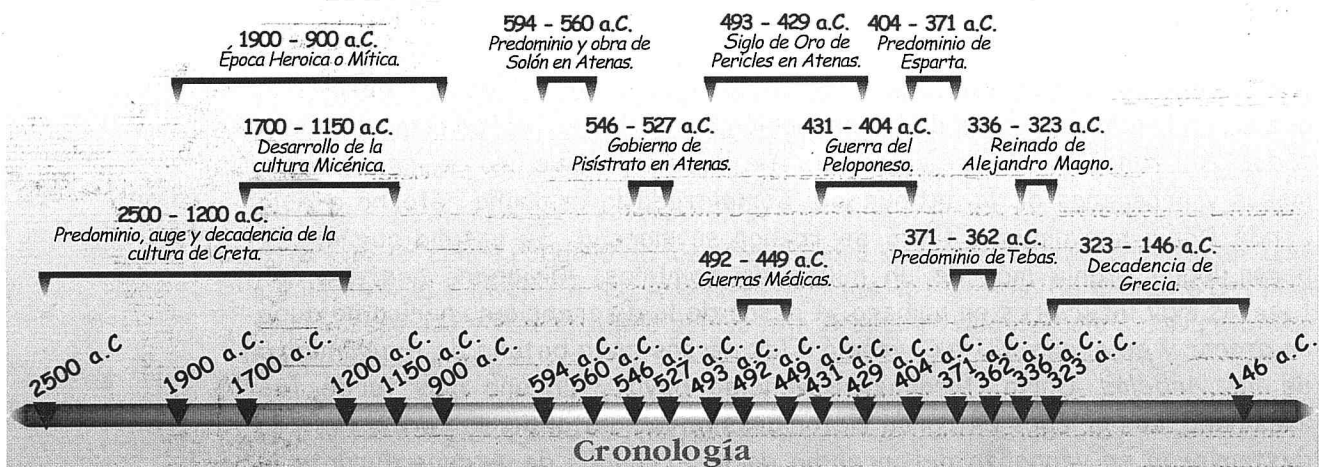 1900 – 900 a.C.
Época Heroica o Mítica.
594 – 560 a.C.
Predominio y obra de
Solón en Atenas.
493 – 429 a.C.
Siglo de Oro de
Pericles en Atenas.
404 – 371 a.C.
Predominio de
Esparta.
1700 – 1150 a.C.
Desarrollo de la
cultura Micénica.
546 – 527 a.C.
Gobierno de
Pisístrato en Atenas.
431 – 404 a.C.
Guerra del
Peloponeso.
336 – 323 a.C.
Reinado de
Alejandro Magno.
2500 – 1200 a.C.
Predominio, auge y decadencia de la
cultura de Creta.
492 – 449 a.C.
Guerras Médicas.
371 – 362 a.C.
Predominio de Tebas.
323 – 146 a.C.
Decadencia de
Grecia.
2500 a.C
1900 a.C.
1700 a.C.
1200 a.C.
1150 a.C.
900 a.C.
594 a.C.
560 a.C.
546 a.C.
527 a.C.
493 a.C.
492 a.C.
449 a.C.
431 a.C.
429 a.C.
404 a.C.
371 a.C.
362 a.C.
336 a.C.
323 a.C.
146 a.C.
Cronología